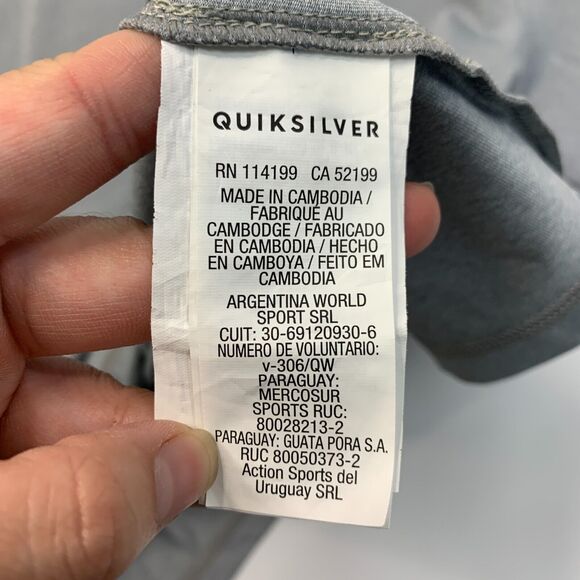 QUIKSILVER
RN 114199 CA 52199
MADE IN CAMBODIA /
FABRIQUÉ AU
CAMBODGE / FABRICADO
EN CAMBODIA / HECHO
EN CAMBOYA / FEITO EM
CAMBODIA
ARGENTINA WORLD
SPORT SRL
CUIT: 30-69120930-6
NUMERO DE VOLUNTARIO:
v-306/QW
PARAGUAY:
MERCOSUR
SPORTS RUC:
80028213-2
PARAGUAY: GUATA PORA S.A.
RUC 80050373-2
Action Sports del
Uruguay SRL